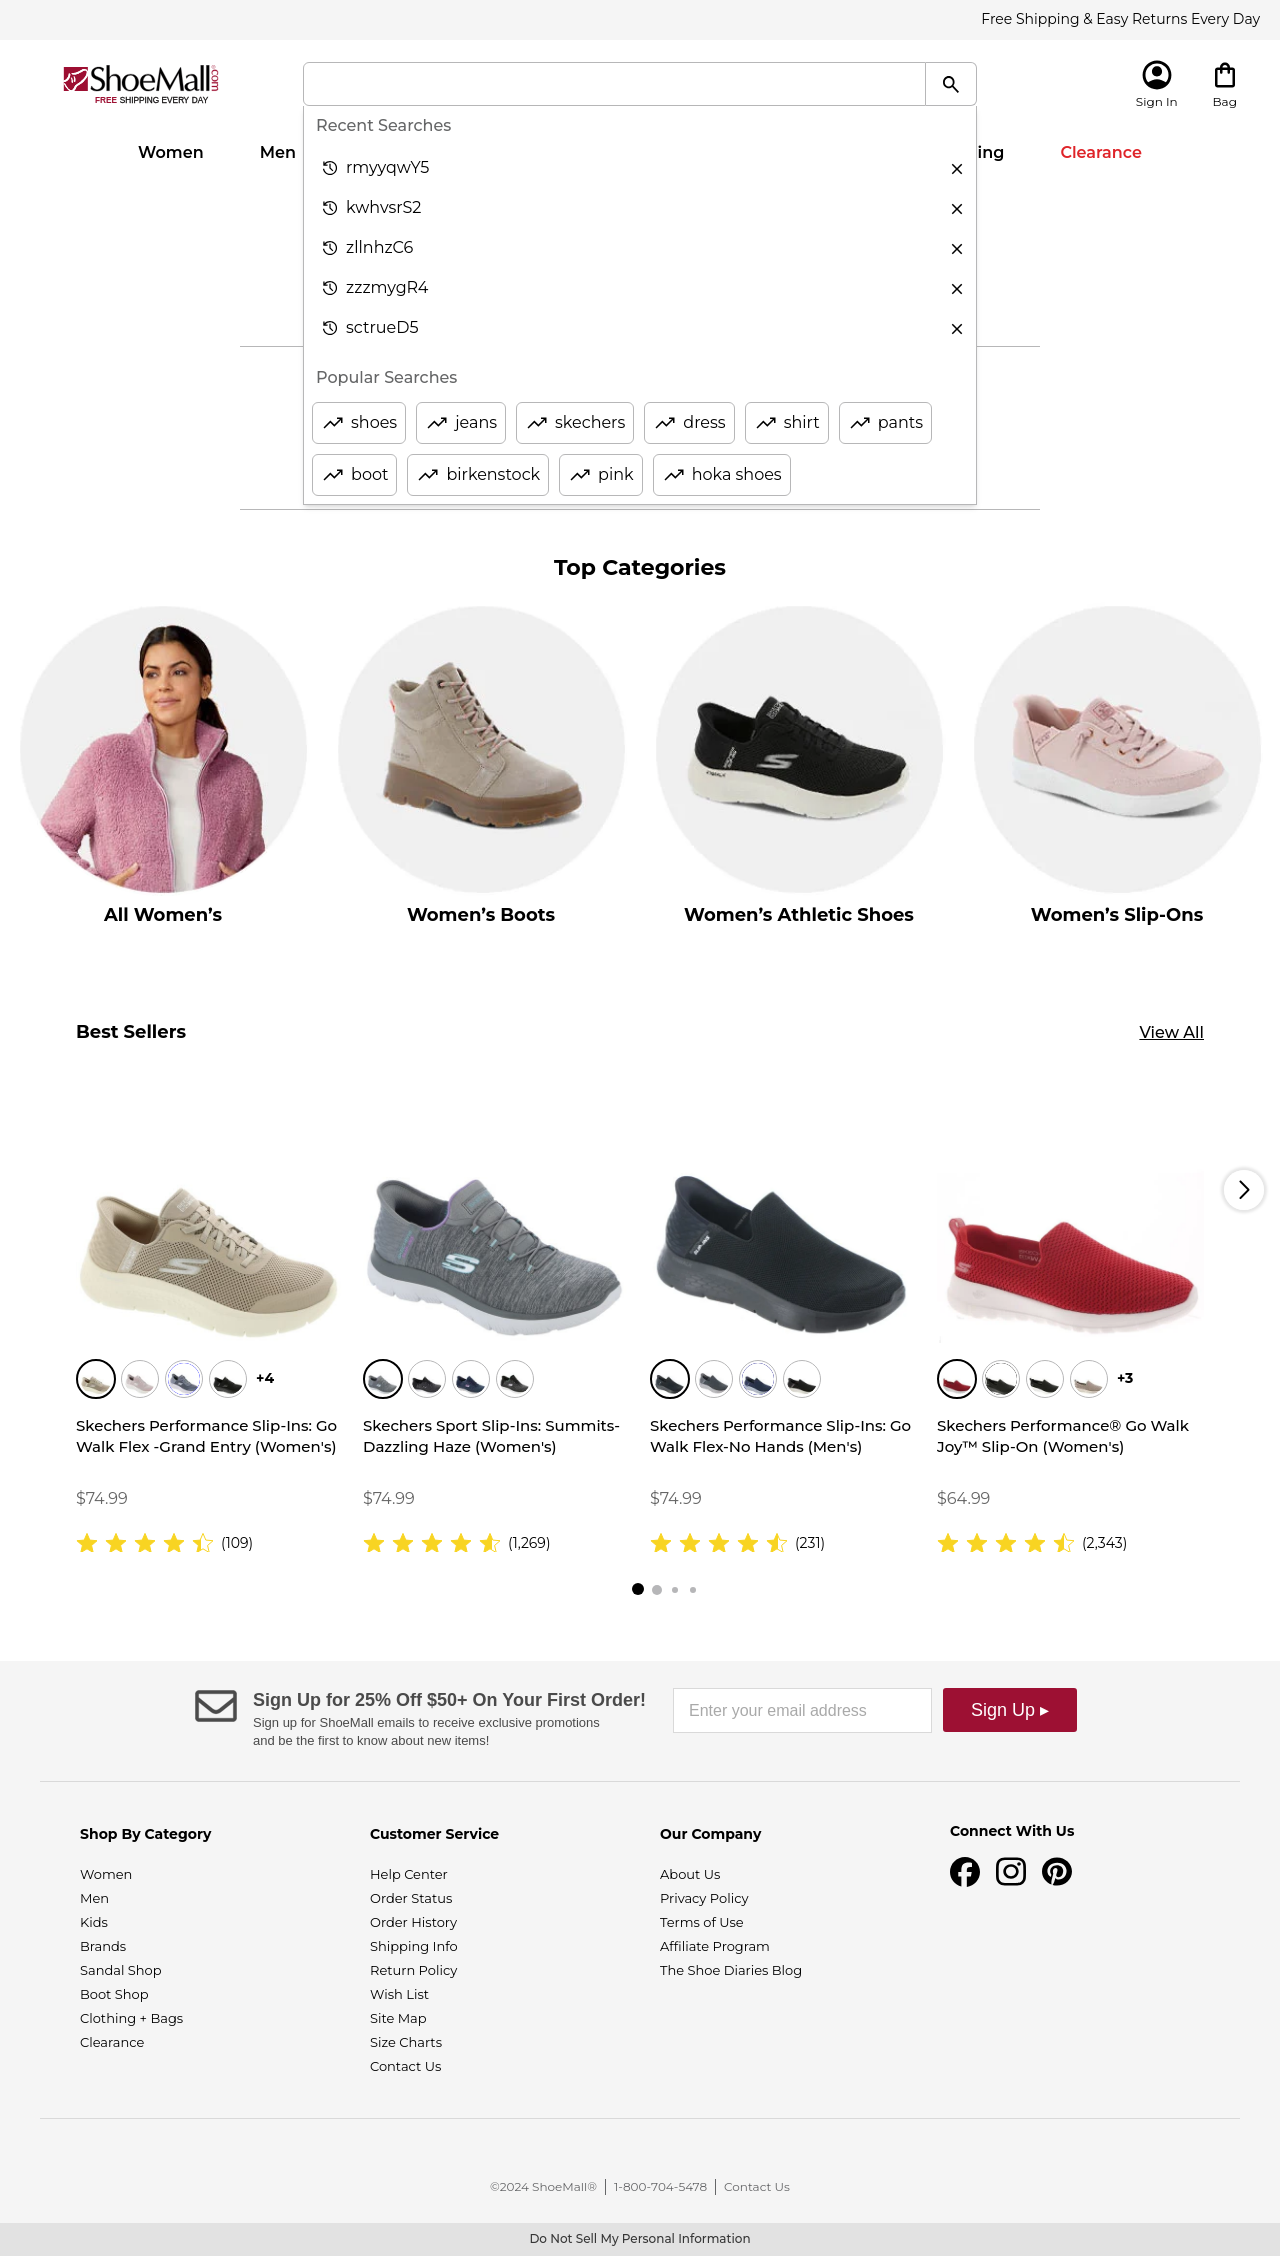 Free Shipping & Easy Returns Every Day
ShoeMall.com
FREE SHIPPING EVERY DAY
Sign In
Bag
Women
Men
ing
Clearance
Recent Searches
rmyyqwY5
kwhvsrS2
zllnhzC6
zzzmygR4
sctrueD5
Popular Searches
shoes
jeans
skechers
dress
shirt
pants
boot
birkenstock
pink
hoka shoes
Top Categories
All Women’s
Women’s Boots
Women’s Athletic Shoes
Women’s Slip-Ons
Best Sellers
View All
+4
+3
Skechers Performance Slip-Ins: Go
Walk Flex -Grand Entry (Women's)
$74.99
(109)
Skechers Sport Slip-Ins: Summits-
Dazzling Haze (Women's)
$74.99
(1,269)
Skechers Performance Slip-Ins: Go
Walk Flex-No Hands (Men's)
$74.99
(231)
Skechers Performance® Go Walk
Joy™ Slip-On (Women's)
$64.99
(2,343)
Sign Up for 25% Off $50+ On Your First Order!
Sign up for ShoeMall emails to receive exclusive promotions
and be the first to know about new items!
Enter your email address
Sign Up ▸
Shop By Category
Women
Men
Kids
Brands
Sandal Shop
Boot Shop
Clothing + Bags
Clearance
Customer Service
Help Center
Order Status
Order History
Shipping Info
Return Policy
Wish List
Site Map
Size Charts
Contact Us
Our Company
About Us
Privacy Policy
Terms of Use
Affiliate Program
The Shoe Diaries Blog
Connect With Us
©2024 ShoeMall® | 1-800-704-5478 | Contact Us
Do Not Sell My Personal Information